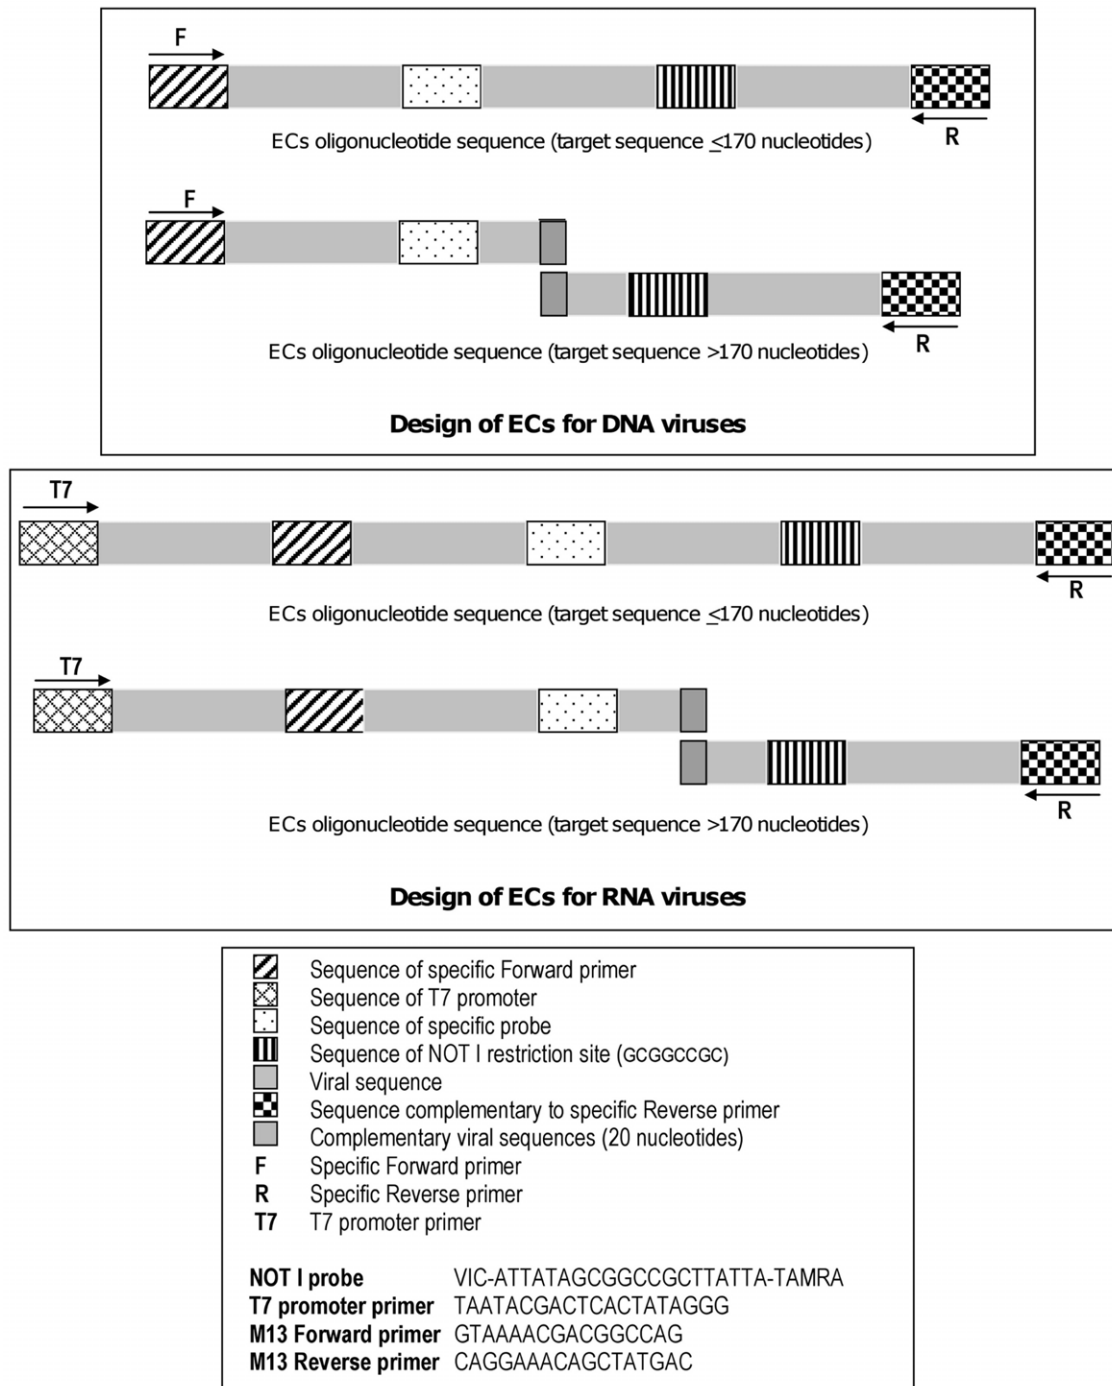 F
ECs oligonucleotide sequence (target sequence ≤170 nucleotides)
R
F
ECs oligonucleotide sequence (target sequence >170 nucleotides)
R
Design of ECs for DNA viruses
T7
ECs oligonucleotide sequence (target sequence ≤170 nucleotides)
R
T7
ECs oligonucleotide sequence (target sequence >170 nucleotides)
R
Design of ECs for RNA viruses
Sequence of specific Forward primer
Sequence of T7 promoter
Sequence of specific probe
Sequence of NOT I restriction site (GCGGCCGC)
Viral sequence
Sequence complementary to specific Reverse primer
Complementary viral sequences (20 nucleotides)
F Specific Forward primer
R Specific Reverse primer
T7 T7 promoter primer
NOT I probe VIC-ATTATAGCGGCCGCTTATTA-TAMRA
T7 promoter primer TAATACGACTCACTATAGGG
M13 Forward primer GTAAAACGACGGCCAG
M13 Reverse primer CAGGAAACAGCTATGAC